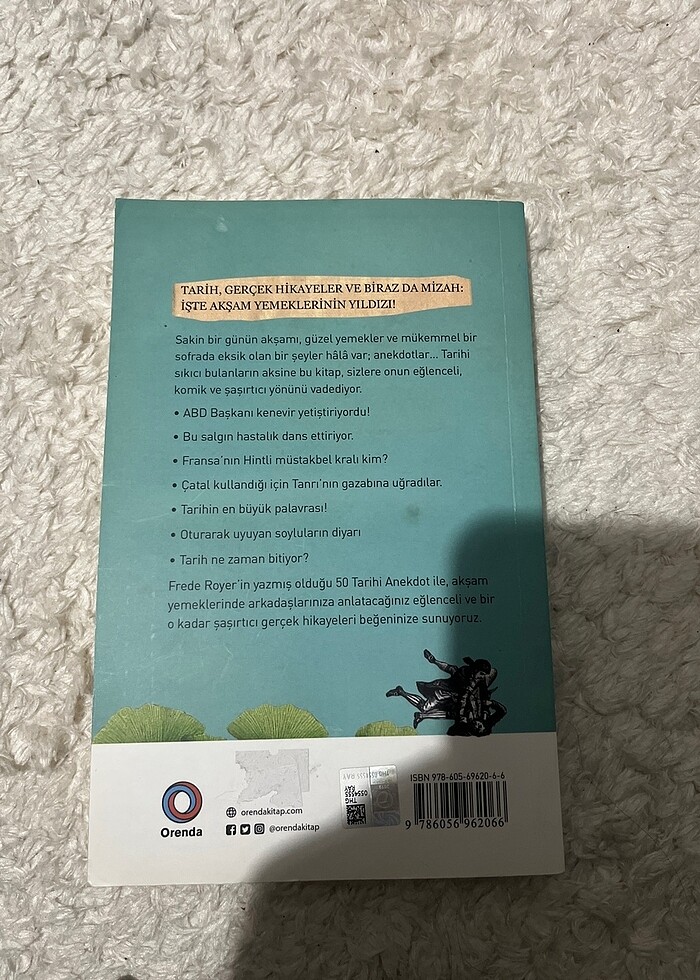 TARİH, GERÇEK HİKAYELER VE BİRAZ DA MİZAH:
İŞTE AKŞAM YEMEKLERİNİN YILDIZI!
Sakin bir günün akşamı, güzel yemekler ve mükemmel bir
sofrada eksik olan bir şeyler hâlâ var; anekdotlar... Tarihi
sıkıcı bulanların aksine bu kitap, sizlere onun eğlenceli,
komik ve şaşırtıcı yönünü vadediyor.
• ABD Başkanı kenevir yetiştiriyordu!
• Bu salgın hastalık dans ettiriyor.
• Fransa'nın Hintli müstakbel kralı kim?
• Çatal kullandığı için Tanrı'nın gazabına uğradılar.
• Tarihin en büyük palavrası!
• Oturarak uyuyan soyluların diyarı
• Tarih ne zaman bitiyor?
Frede Royer'in yazmış olduğu 50 Tarihi Anekdot ile, akşam
yemeklerinde arkadaşlarınıza anlatacağınız eğlenceli ve bir
o kadar şaşırtıcı gerçek hikayeleri beğeninize sunuyoruz.
Orenda
orendakitap.com
@orendakitap
THG
RAY
ISBN 978-605-69620-6-6
9 786056 962066